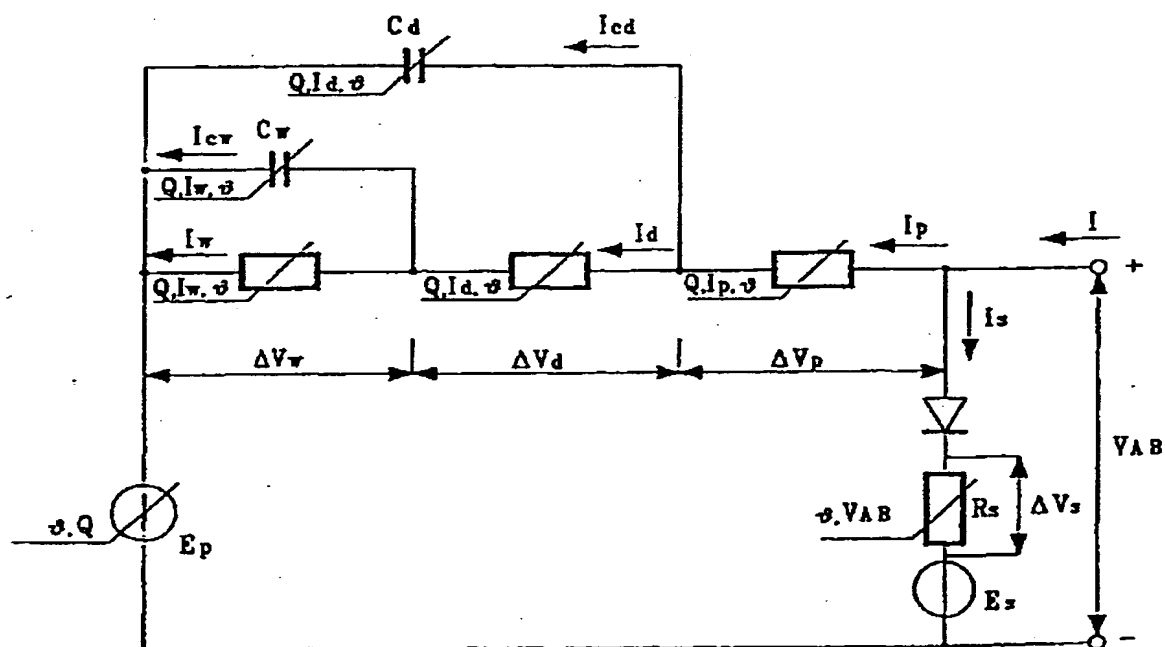 Cd
Icd
Q,Id,ϑ
Icw
Cw
Q,Iw,ϑ
Iw
Id
Ip
I
+
Q,Iw,ϑ
Q,Id,ϑ
Q,Ip,ϑ
Is
ΔVw
ΔVd
ΔVp
VAB
ϑ,VAB
Rs
ΔVs
ϑ,Q
Ep
Es
-